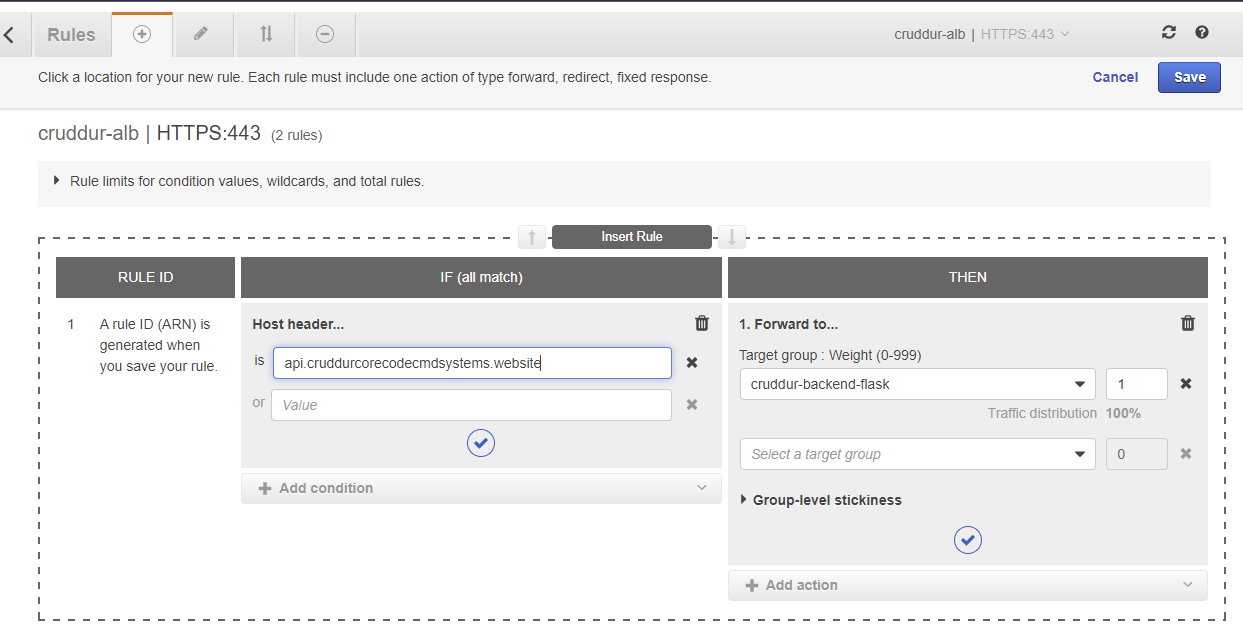 Rules
cruddur-alb | HTTPS:443
Click a location for your new rule. Each rule must include one action of type forward, redirect, fixed response.
Cancel
Save
cruddur-alb | HTTPS:443 (2 rules)
Rule limits for condition values, wildcards, and total rules.
Insert Rule
RULE ID
IF (all match)
THEN
1
A rule ID (ARN) is
generated when
you save your rule.
Host header...
is
api.cruddurcorecodecmdsystems.website
or
Value
Add condition
1. Forward to...
Target group : Weight (0-999)
cruddur-backend-flask
1
Traffic distribution 100%
Select a target group
0
Group-level stickiness
Add action